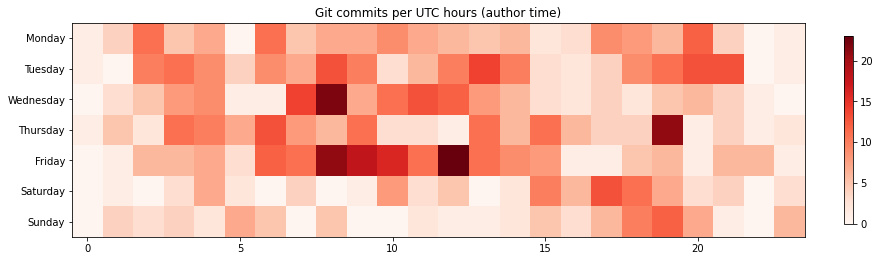 Git commits per UTC hours (author time)
Monday
Tuesday
Wednesday
Thursday
Friday
Saturday
Sunday
0 5 10 15 20
20
15
10
5
0